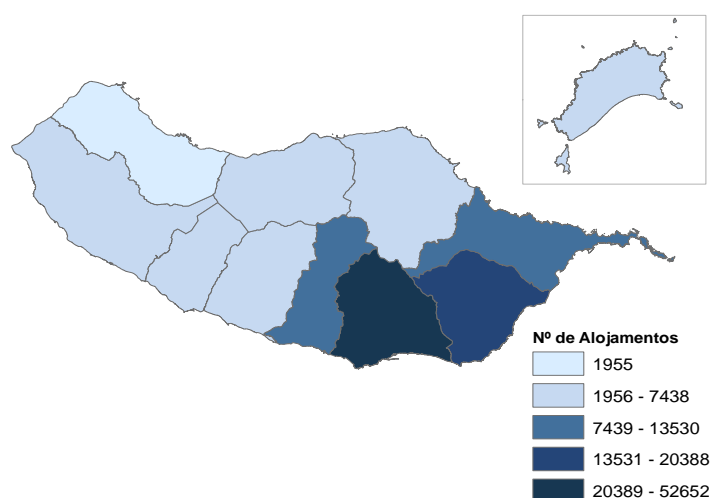 Nº de Alojamentos
1955
1956 - 7438
7439 - 13530
13531 - 20388
20389 - 52652